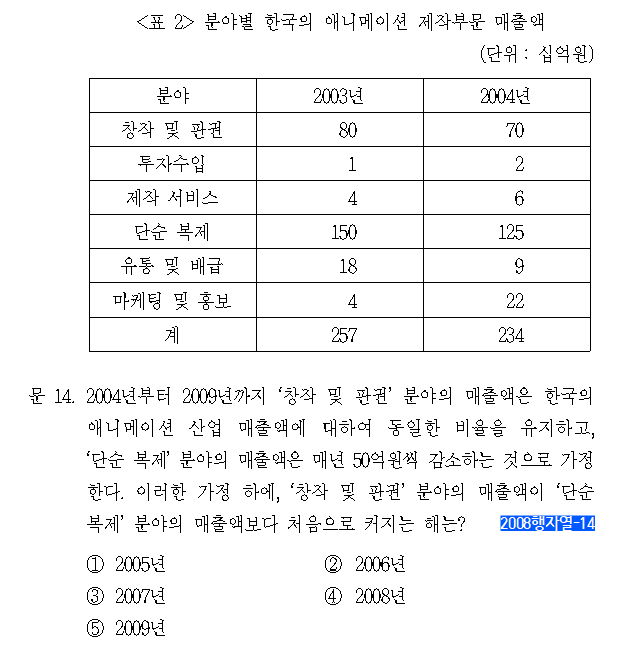 <표 2> 분야별 한국의 애니메이션 제작부문 매출액
(단위 : 십억원)
분야 2003년 2004년
창작 및 판권 80 70
투자수입 1 2
제작 서비스 4 6
단순 복제 150 125
유통 및 배급 18 9
마케팅 및 홍보 4 22
계 257 234
문 14. 2004년부터 2009년까지 ‘창작 및 판권’ 분야의 매출액은 한국의
애니메이션 산업 매출액에 대하여 동일한 비율을 유지하고,
‘단순 복제’ 분야의 매출액은 매년 50억원씩 감소하는 것으로 가정
한다. 이러한 가정 하에, ‘창작 및 판권’ 분야의 매출액이 ‘단순
복제’ 분야의 매출액보다 처음으로 커지는 해는? 2008행자열-14
① 2005년 ② 2006년
③ 2007년 ④ 2008년
⑤ 2009년